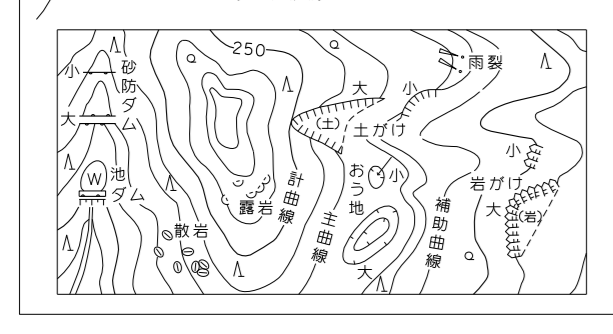 250
小
砂防ダム
大
池
ダム
W
散岩
露岩
計曲線
主曲線
補助曲線
大
(土)
土がけ
小
雨裂
おう地
小
大
小
岩がけ
大
(岩)